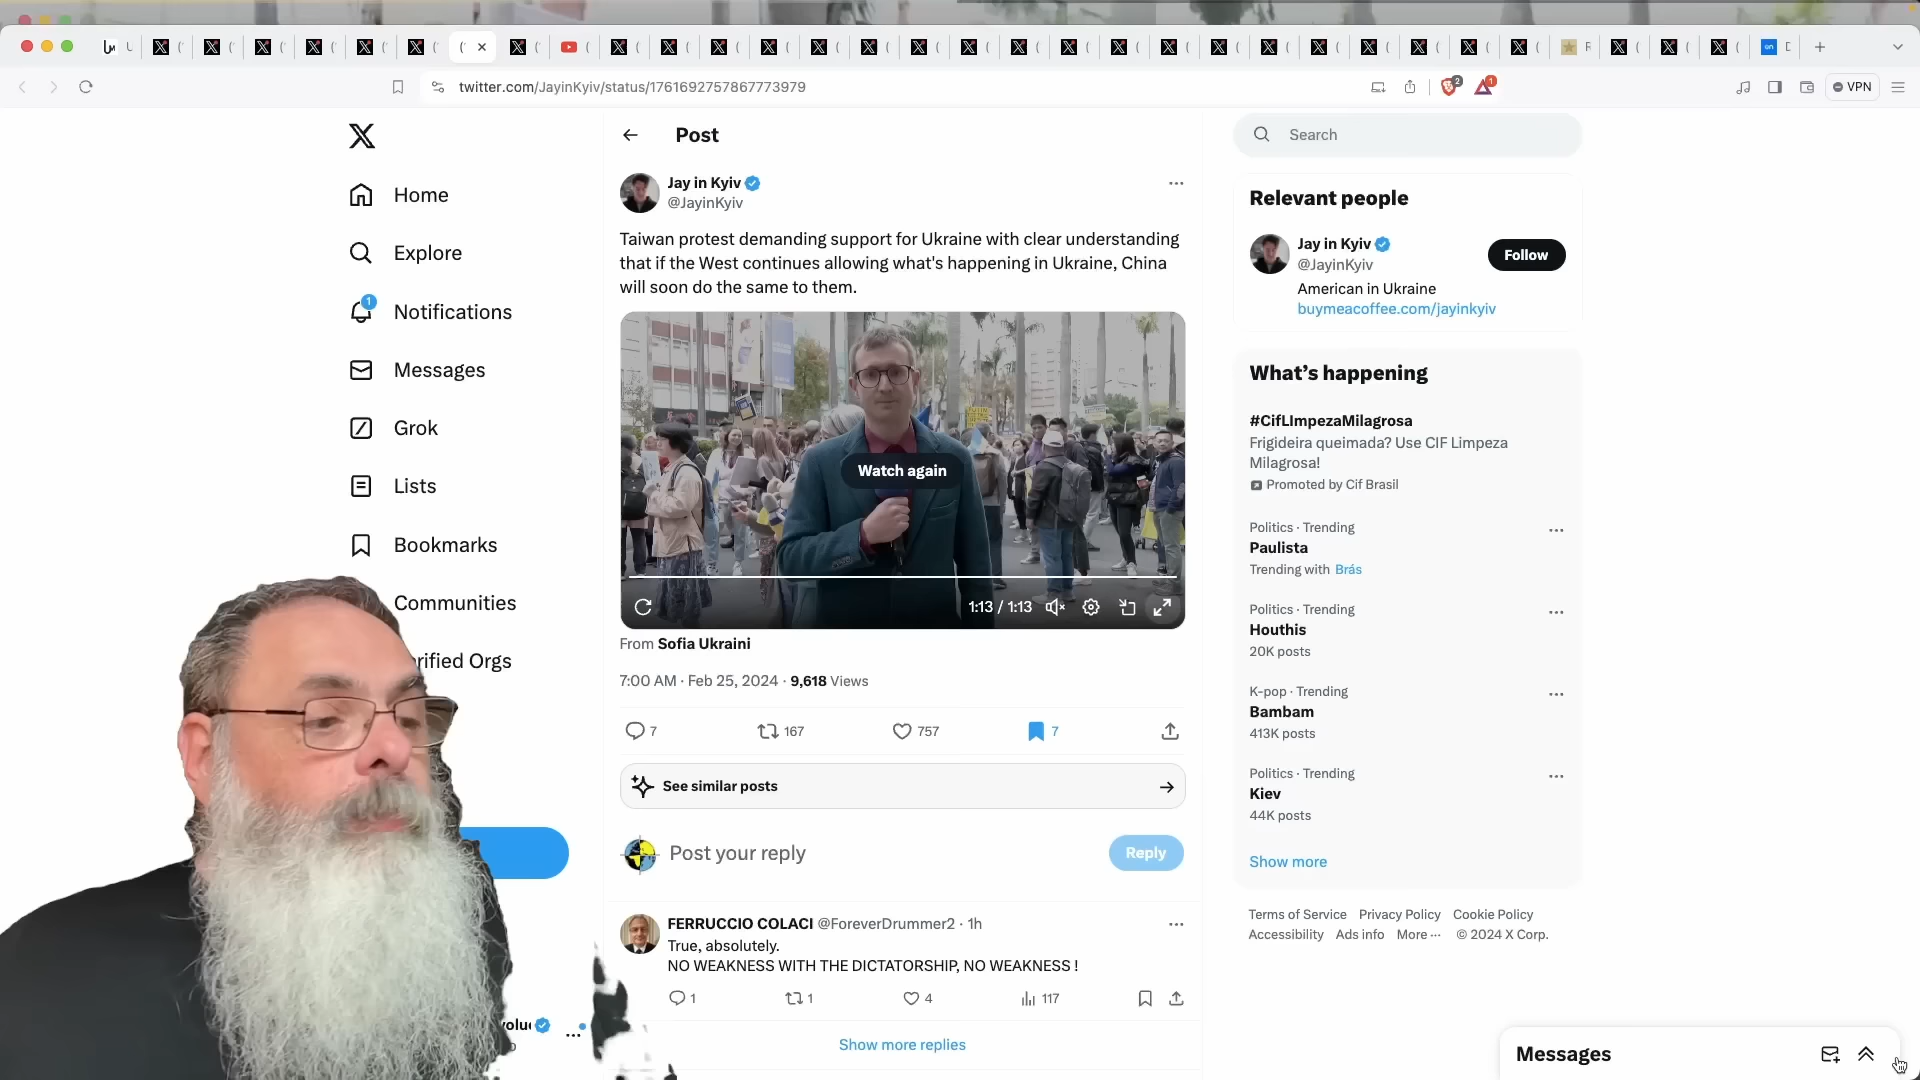 twitter.com/JayinKyiv/status/1761692757867773979
2
1
VPN
Post
Search
Home
Explore
1
Notifications
Messages
Grok
Lists
Bookmarks
Communities
rified Orgs
Jay in Kyiv
@JayinKyiv
Taiwan protest demanding support for Ukraine with clear understanding
that if the West continues allowing what's happening in Ukraine, China
will soon do the same to them.
Watch again
1:13 / 1:13
From Sofia Ukraini
7:00 AM · Feb 25, 2024 · 9,618 Views
7 167 757 7
See similar posts
Post your reply
Reply
FERRUCCIO COLACI @ForeverDrummer2 · 1h
True, absolutely.
NO WEAKNESS WITH THE DICTATORSHIP, NO WEAKNESS !
1 1 4 117
Show more replies
Relevant people
Jay in Kyiv
@JayinKyiv
Follow
American in Ukraine
buymeacoffee.com/jayinkyiv
What's happening
#CifLImpezaMilagrosa
Frigideira queimada? Use CIF Limpeza
Milagrosa!
Promoted by Cif Brasil
Politics · Trending
Paulista
Trending with Brás
Politics · Trending
Houthis
20K posts
K-pop · Trending
Bambam
413K posts
Politics · Trending
Kiev
44K posts
Show more
Terms of Service Privacy Policy Cookie Policy
Accessibility Ads info More ··· © 2024 X Corp.
Messages